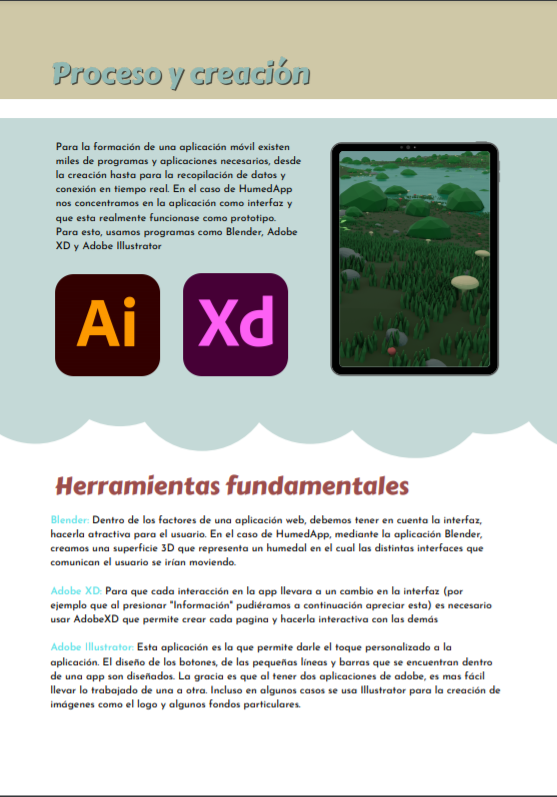 Proceso y creación
Para la formación de una aplicación móvil existen
miles de programas y aplicaciones necesarios, desde
la creación hasta para la recopilación de datos y
conexión en tiempo real. En el caso de HumedApp
nos concentramos en la aplicación como interfaz y
que esta realmente funcionase como prototipo.
Para esto, usamos programas como Blender, Adobe
XD y Adobe Illustrator
Ai
Xd
Herramientas fundamentales
Blender: Dentro de los factores de una aplicación web, debemos tener en cuenta la interfaz,
hacerla atractiva para el usuario. En el caso de HumedApp, mediante la aplicación Blender,
creamos una superficie 3D que representa un humedal en el cual las distintas interfaces que
comunican el usuario se irían moviendo.
Adobe XD: Para que cada interacción en la app llevara a un cambio en la interfaz (por
ejemplo que al presionar "Información" pudiéramos a continuación apreciar esta) es necesario
usar AdobeXD que permite crear cada pagina y hacerla interactiva con las demás
Adobe Illustrator: Esta aplicación es la que permite darle el toque personalizado a la
aplicación. El diseño de los botones, de las pequeñas líneas y barras que se encuentran dentro
de una app son diseñados. La gracia es que al tener dos aplicaciones de adobe, es mas fácil
llevar lo trabajado de una a otra. Incluso en algunos casos se usa Illustrator para la creación de
imágenes como el logo y algunos fondos particulares.